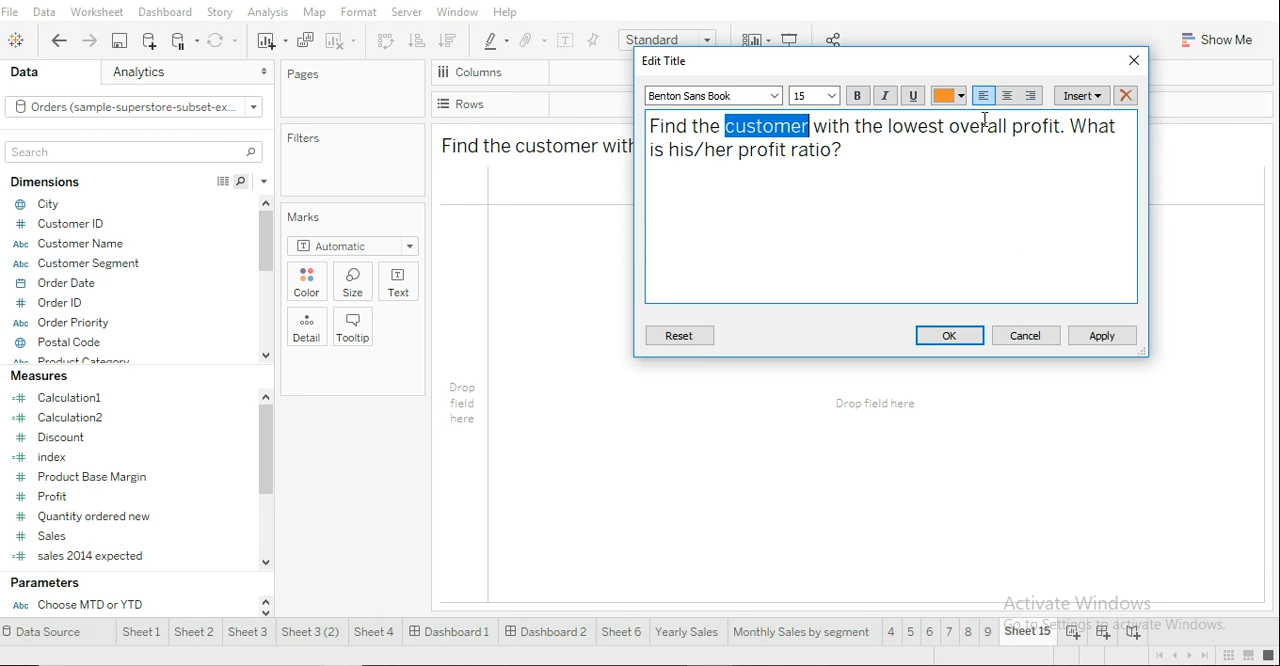 File Data Worksheet Dashboard Story Analysis Map Format Server Window Help
Standard
Show Me
Data Analytics
Orders (sample-superstore-subset-ex...
Search
Dimensions
City
# Customer ID
Abc Customer Name
Abc Customer Segment
Order Date
# Order ID
Abc Order Priority
Postal Code
Abc Product Category
Measures
=# Calculation1
=# Calculation2
# Discount
=# index
# Product Base Margin
# Profit
# Quantity ordered new
# Sales
=# sales 2014 expected
Parameters
Abc Choose MTD or YTD
Pages
Filters
Marks
Automatic
Color Size Text
Detail Tooltip
Columns
Rows
Find the customer with
Drop
field
here
Drop field here
Edit Title
Benton Sans Book 15 B I U Insert
Find the customer with the lowest overall profit. What
is his/her profit ratio?
Reset OK Cancel Apply
Activate Windows
Go to Settings to activate Windows.
Data Source Sheet 1 Sheet 2 Sheet 3 Sheet 3 (2) Sheet 4 Dashboard 1 Dashboard 2 Sheet 6 Yearly Sales Monthly Sales by segment 4 5 6 7 8 9 Sheet 15